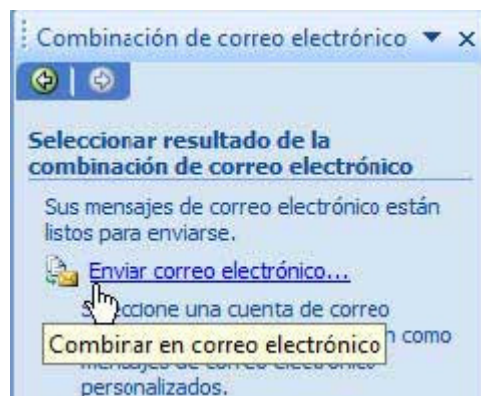 Combinación de correo electrónico
Seleccionar resultado de la
combinación de correo electrónico
Sus mensajes de correo electrónico están
listos para enviarse.
Enviar correo electrónico...
una cuenta de correo
Combinar en correo electrónico
como
personalizados.